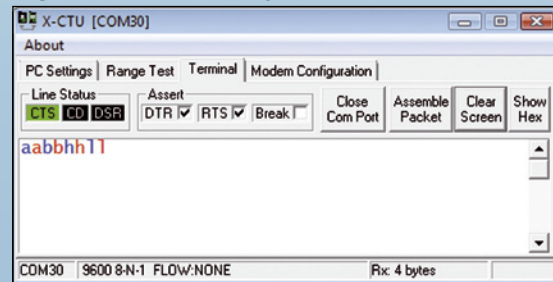 X-CTU [COM30]
About
PC Settings Range Test Terminal Modem Configuration
Line Status Assert
CTS CD DSR DTR RTS Break Close Com Port Assemble Packet Clear Screen Show Hex
aabbhhll
COM30 9600 8-N-1 FLOW:NONE Rx: 4 bytes